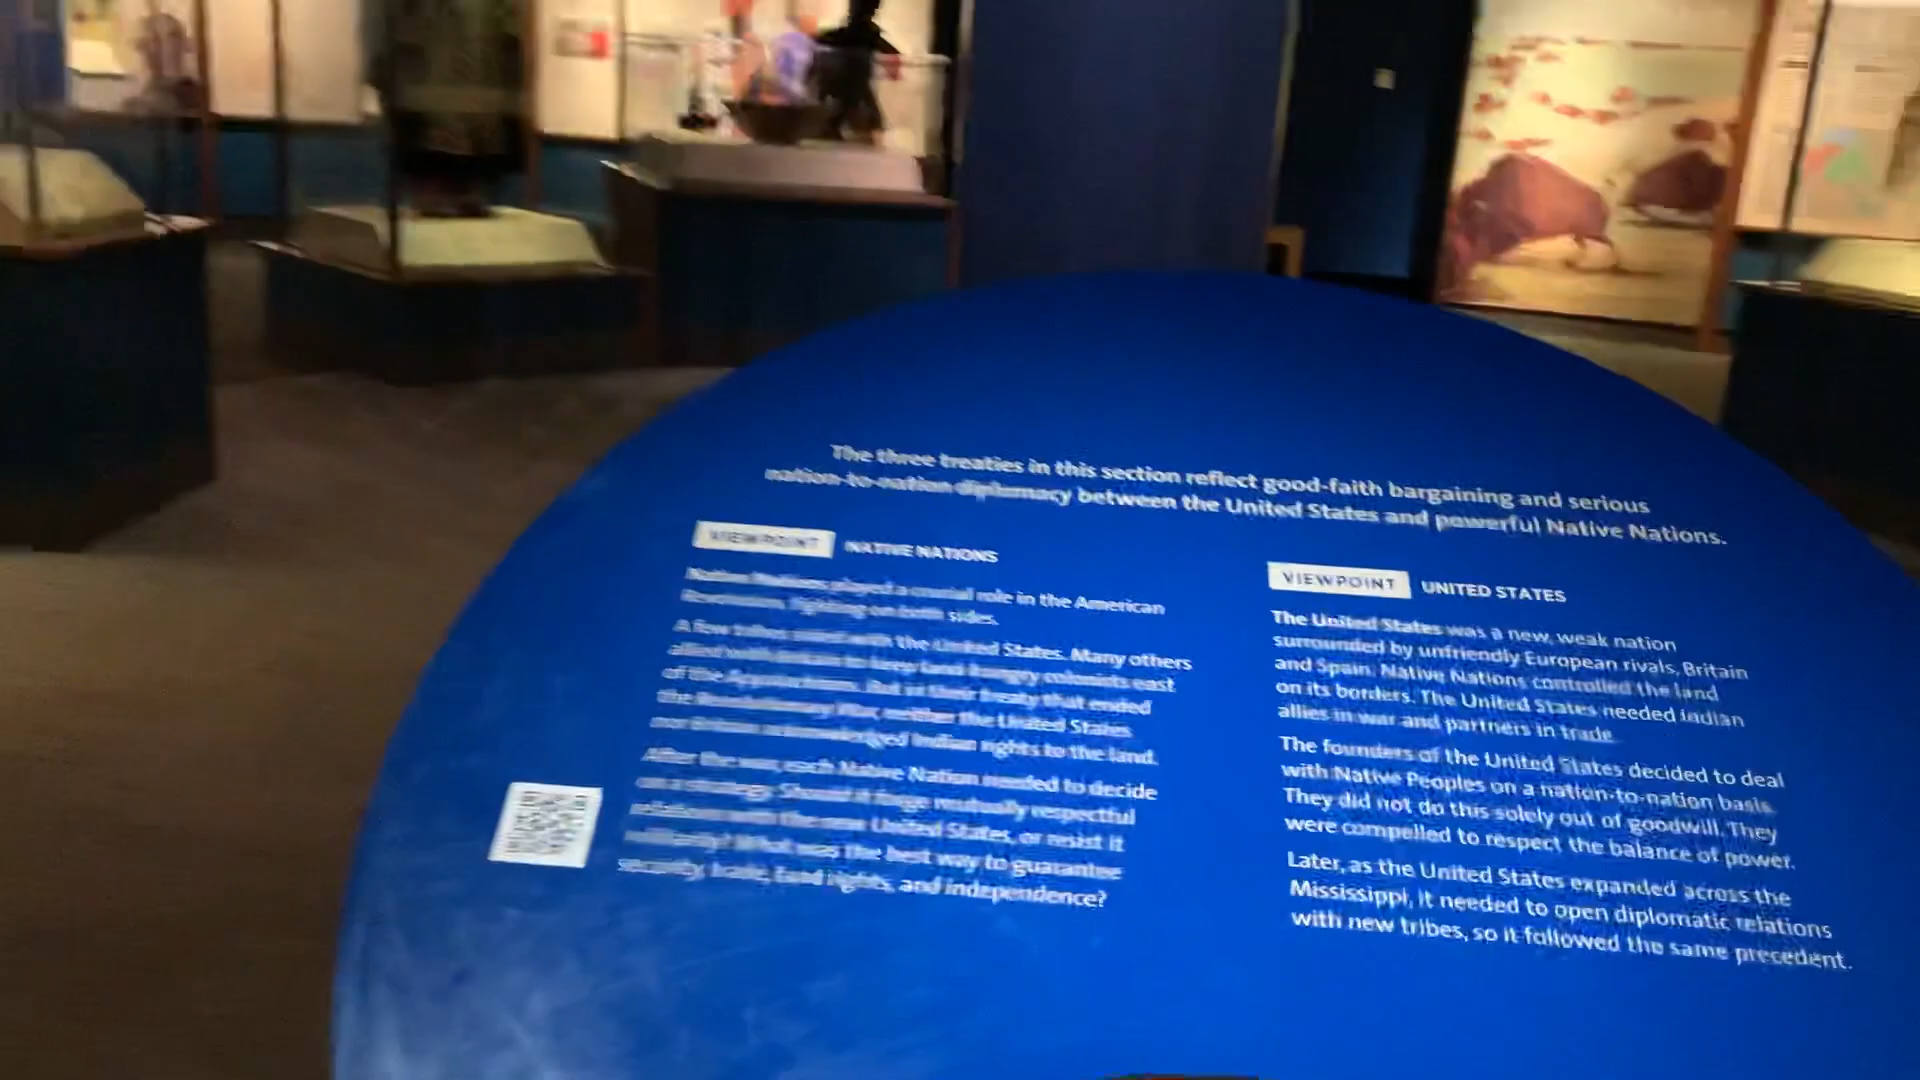 The three treaties in this section reflect good-faith bargaining and serious
nation-to-nation diplomacy between the United States and powerful Native Nations.
VIEWPOINT NATIVE NATIONS
played a crucial role in the American
Revolution, fighting on both sides.
A few tribes sided with the United States. Many others
allied with Britain to keep land-hungry colonists east
of the Appalachians. But in their treaty that ended
the Revolutionary War, neither the United States
nor Britain acknowledged Indian rights to the land.
After the war, each Native Nation needed to decide
on a strategy. Should it forge mutually respectful
relations with the new United States, or resist it
militarily? What was the best way to guarantee
security, trade, land rights, and independence?
VIEWPOINT UNITED STATES
The United States was a new, weak nation
surrounded by unfriendly European rivals, Britain
and Spain. Native Nations controlled the land
on its borders. The United States needed Indian
allies in war and partners in trade.
The founders of the United States decided to deal
with Native Peoples on a nation-to-nation basis.
They did not do this solely out of goodwill. They
were compelled to respect the balance of power.
Later, as the United States expanded across the
Mississippi, it needed to open diplomatic relations
with new tribes, so it followed the same precedent.